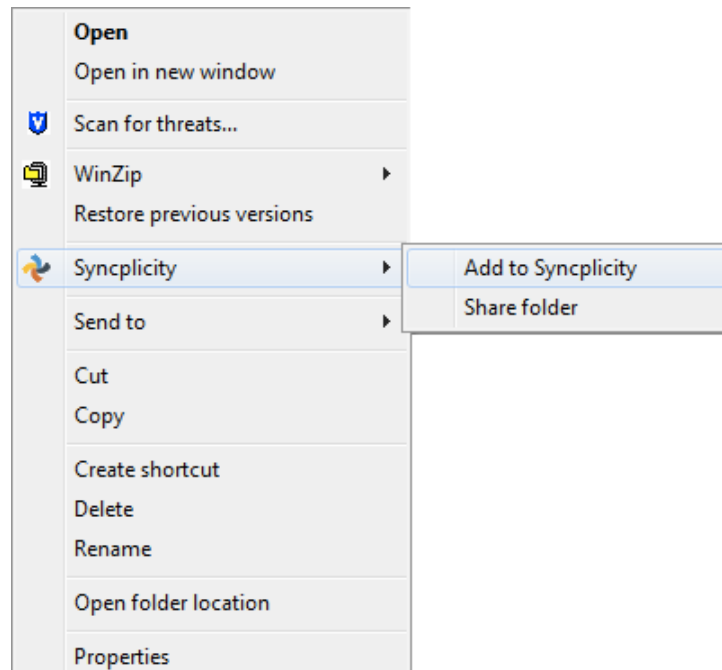 Open
Open in new window
Scan for threats...
WinZip
Restore previous versions
Syncplicity
Add to Syncplicity
Share folder
Send to
Cut
Copy
Create shortcut
Delete
Rename
Open folder location
Properties